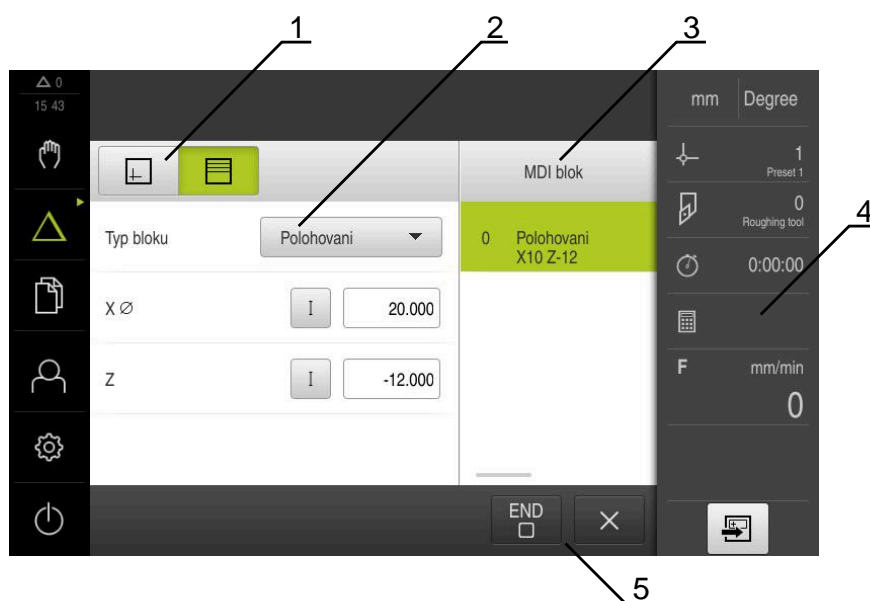 1 2 3
0
15 43
mm Degree
MDI blok
1
Preset 1
Typ bloku Polohovani
0 Polohovani
X10 Z-12
0
Roughing tool
4
0:00:00
X ∅ I 20.000
Z I -12.000
F mm/min
0
END
5